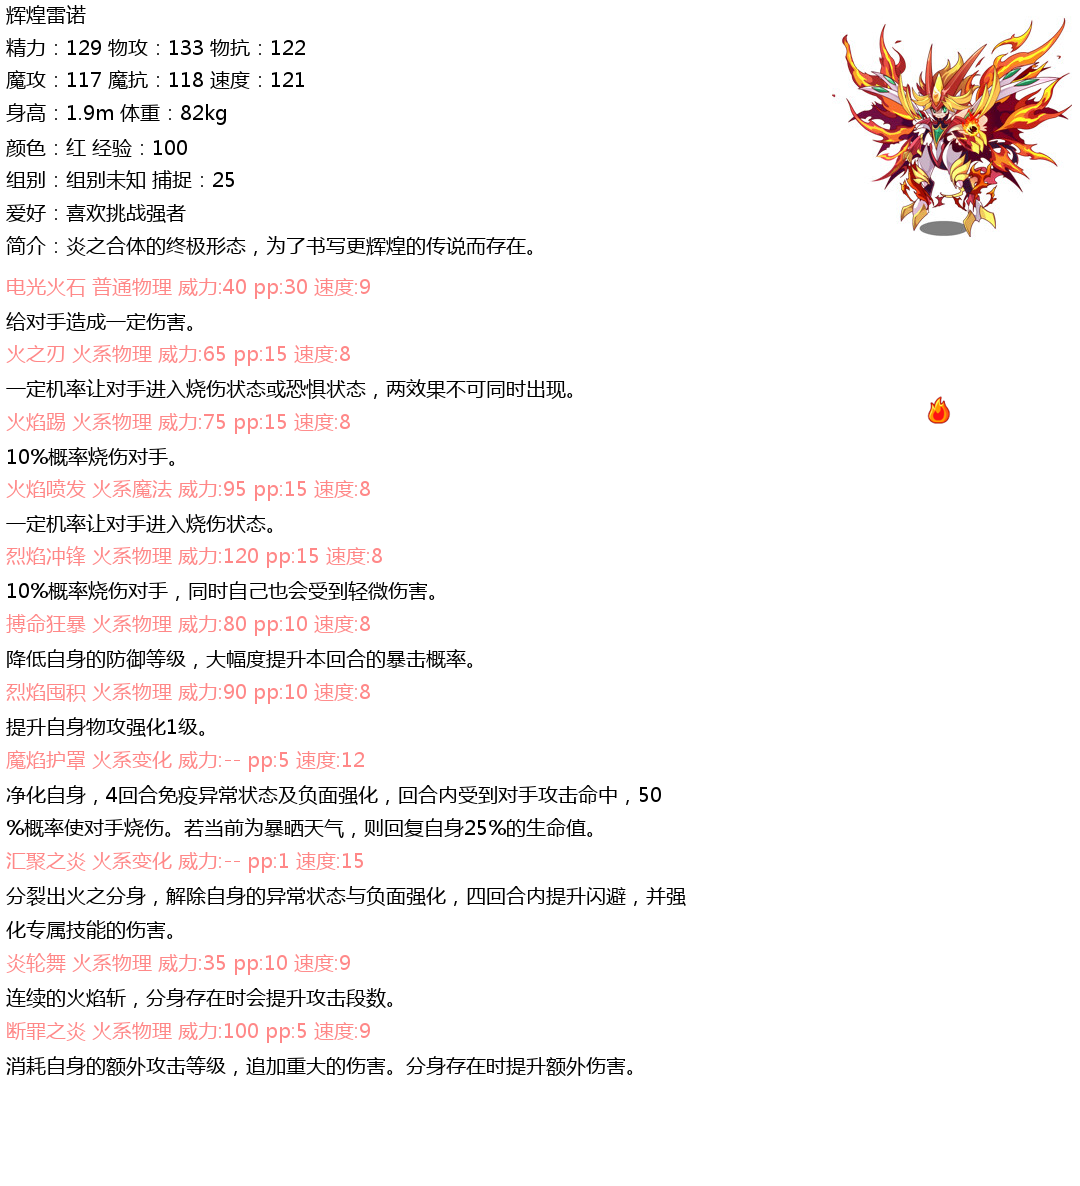 辉煌雷诺
精力：129 物攻：133 物抗：122
魔攻：117 魔抗：118 速度：121
身高：1.9m 体重：82kg
颜色：红 经验：100
组别：组别未知 捕捉：25
爱好：喜欢挑战强者
简介：炎之合体的终极形态，为了书写更辉煌的传说而存在。
电光火石 普通物理 威力:40 pp:30 速度:9
给对手造成一定伤害。
火之刃 火系物理 威力:65 pp:15 速度:8
一定机率让对手进入烧伤状态或恐惧状态，两效果不可同时出现。
火焰踢 火系物理 威力:75 pp:15 速度:8
10%概率烧伤对手。
火焰喷发 火系魔法 威力:95 pp:15 速度:8
一定机率让对手进入烧伤状态。
烈焰冲锋 火系物理 威力:120 pp:15 速度:8
10%概率烧伤对手，同时自己也会受到轻微伤害。
搏命狂暴 火系物理 威力:80 pp:10 速度:8
降低自身的防御等级，大幅度提升本回合的暴击概率。
烈焰囤积 火系物理 威力:90 pp:10 速度:8
提升自身物攻强化1级。
魔焰护罩 火系变化 威力:-- pp:5 速度:12
净化自身，4回合免疫异常状态及负面强化，回合内受到对手攻击命中，50
%概率使对手烧伤。若当前为暴晒天气，则回复自身25%的生命值。
汇聚之炎 火系变化 威力:-- pp:1 速度:15
分裂出火之分身，解除自身的异常状态与负面强化，四回合内提升闪避，并强
化专属技能的伤害。
炎轮舞 火系物理 威力:35 pp:10 速度:9
连续的火焰斩，分身存在时会提升攻击段数。
断罪之炎 火系物理 威力:100 pp:5 速度:9
消耗自身的额外攻击等级，追加重大的伤害。分身存在时提升额外伤害。